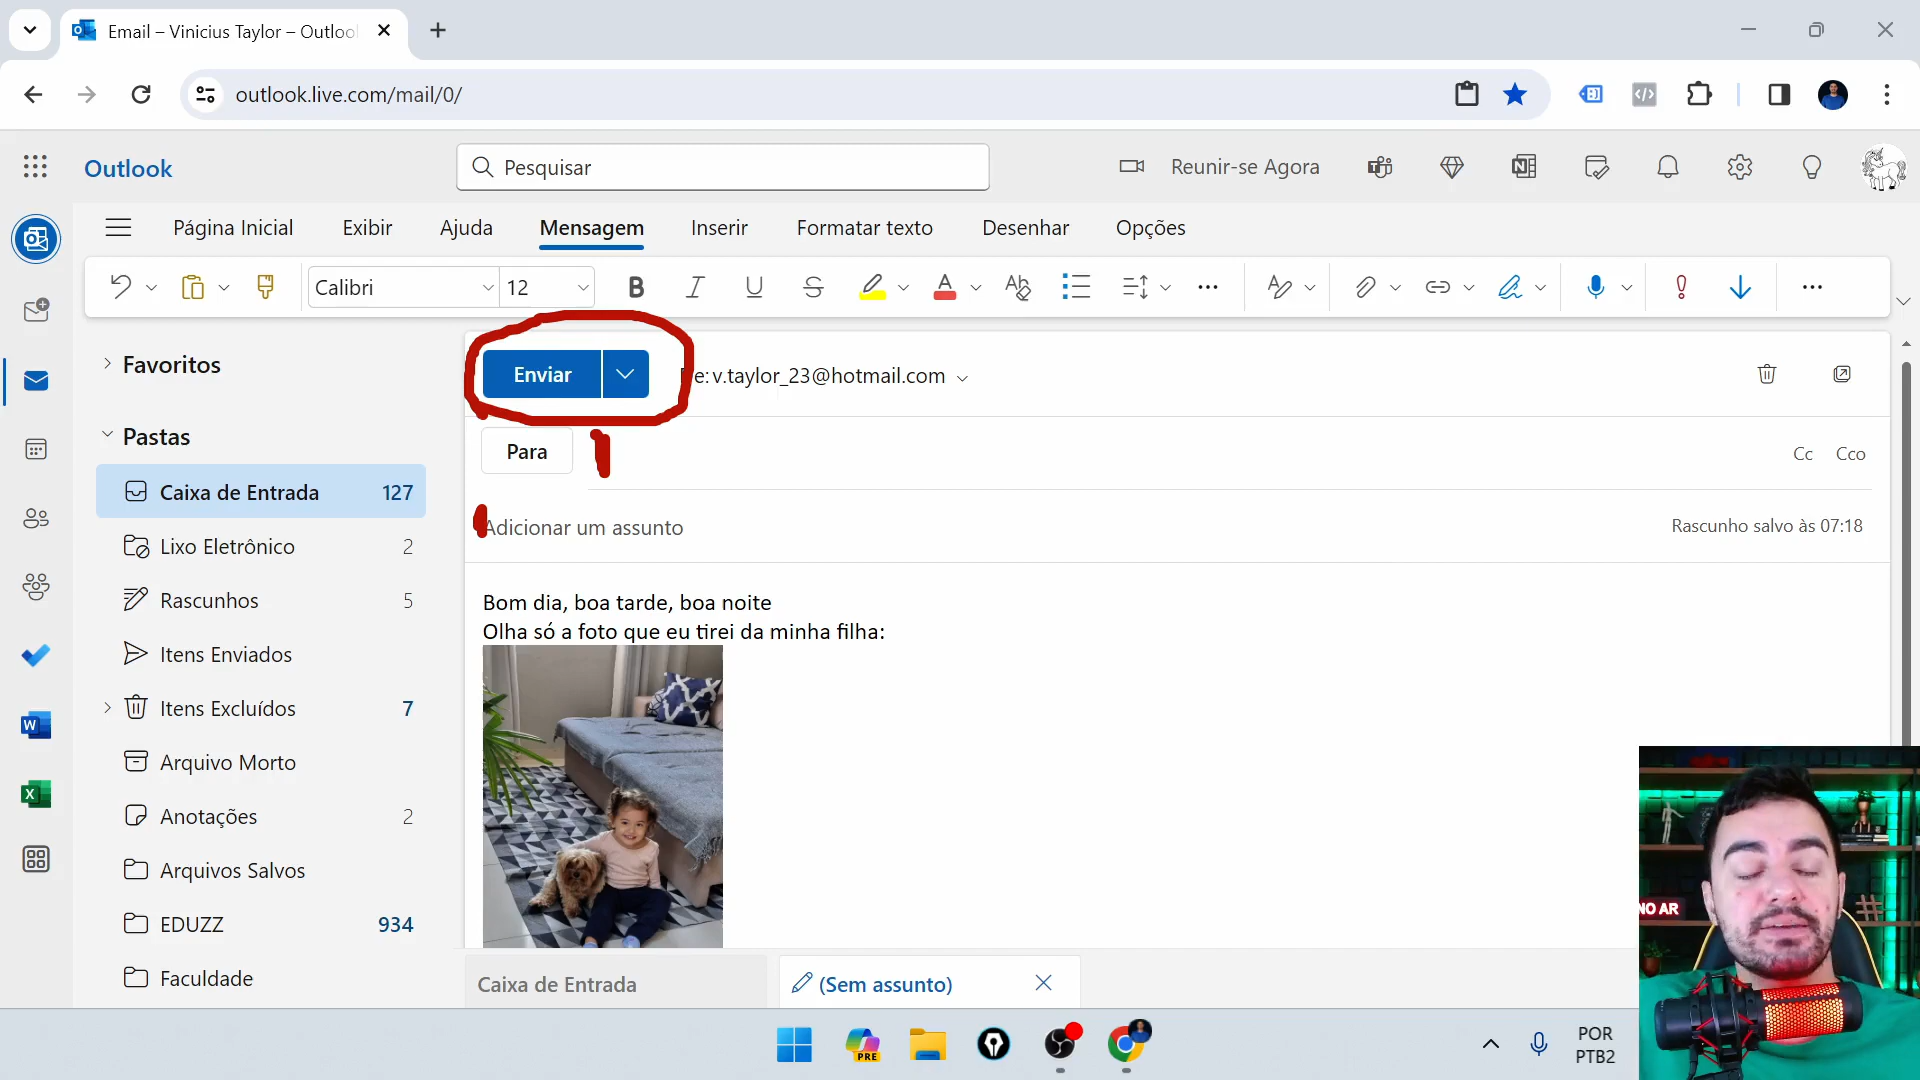 Email – Vinicius Taylor – Outloo
outlook.live.com/mail/0/
Outlook
Pesquisar
Reunir-se Agora
Página Inicial
Exibir
Ajuda
Mensagem
Inserir
Formatar texto
Desenhar
Opções
Calibri
12
Favoritos
Enviar
e: v.taylor_23@hotmail.com
Pastas
Para
Cc
Cco
Caixa de Entrada 127
Adicionar um assunto
Rascunho salvo às 07:18
Lixo Eletrônico 2
Rascunhos 5
Bom dia, boa tarde, boa noite
Olha só a foto que eu tirei da minha filha:
Itens Enviados
Itens Excluídos 7
Arquivo Morto
Anotações 2
Arquivos Salvos
EDUZZ 934
Faculdade
NO AR
Caixa de Entrada
(Sem assunto)
PRE
POR
PTB2